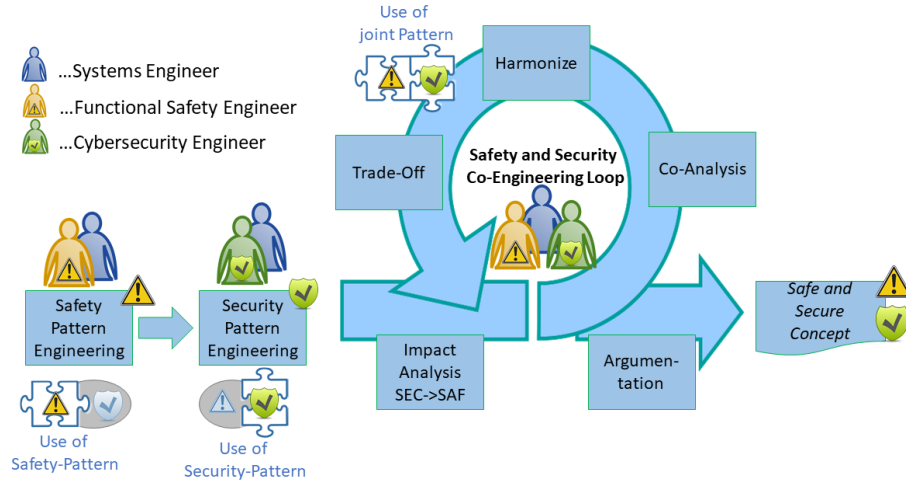 Use of
joint Pattern
Harmonize
...Systems Engineer
...Functional Safety Engineer
...Cybersecurity Engineer
Trade-Off
Safety and Security
Co-Engineering Loop
Co-Analysis
Safety
Pattern
Engineering
Security
Pattern
Engineering
Impact
Analysis
SEC->SAF
Argumen-
tation
Safe and
Secure
Concept
Use of
Safety-Pattern
Use of
Security-Pattern